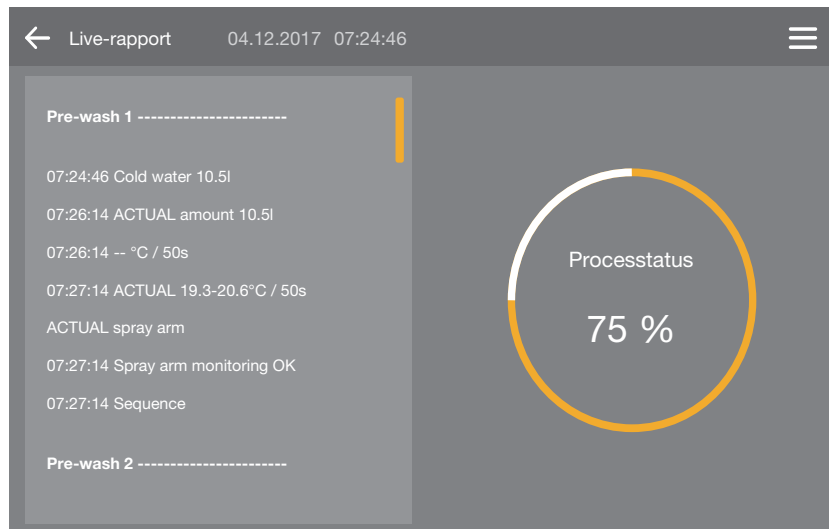 Live-rapport 04.12.2017 07:24:46
Pre-wash 1 -----------------------
07:24:46 Cold water 10.5l
07:26:14 ACTUAL amount 10.5l
07:26:14 -- °C / 50s
07:27:14 ACTUAL 19.3-20.6°C / 50s
ACTUAL spray arm
07:27:14 Spray arm monitoring OK
07:27:14 Sequence
Pre-wash 2 -----------------------
Processtatus
75 %